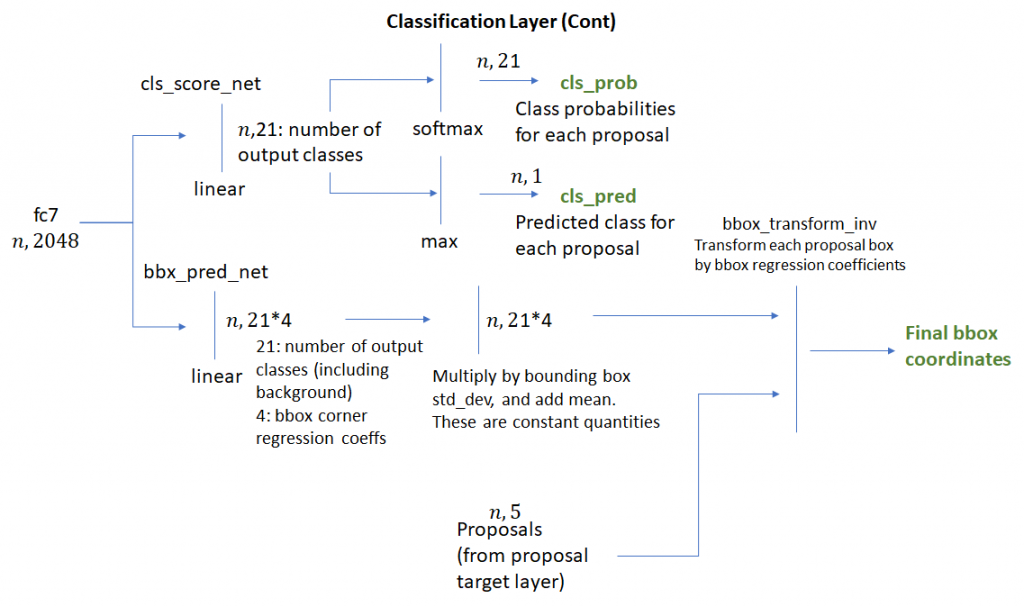 Classification Layer (Cont)
cls_score_net
n,21: number of
output classes
linear
n, 21
softmax
cls_prob
Class probabilities
for each proposal
n, 1
max
cls_pred
Predicted class for
each proposal
fc7
n, 2048
bbx_pred_net
n, 21*4
linear
21: number of output
classes (including
background)
4: bbox corner
regression coeffs
n, 21*4
Multiply by bounding box
std_dev, and add mean.
These are constant quantities
bbox_transform_inv
Transform each proposal box
by bbox regression coefficients
Final bbox
coordinates
n, 5
Proposals
(from proposal
target layer)